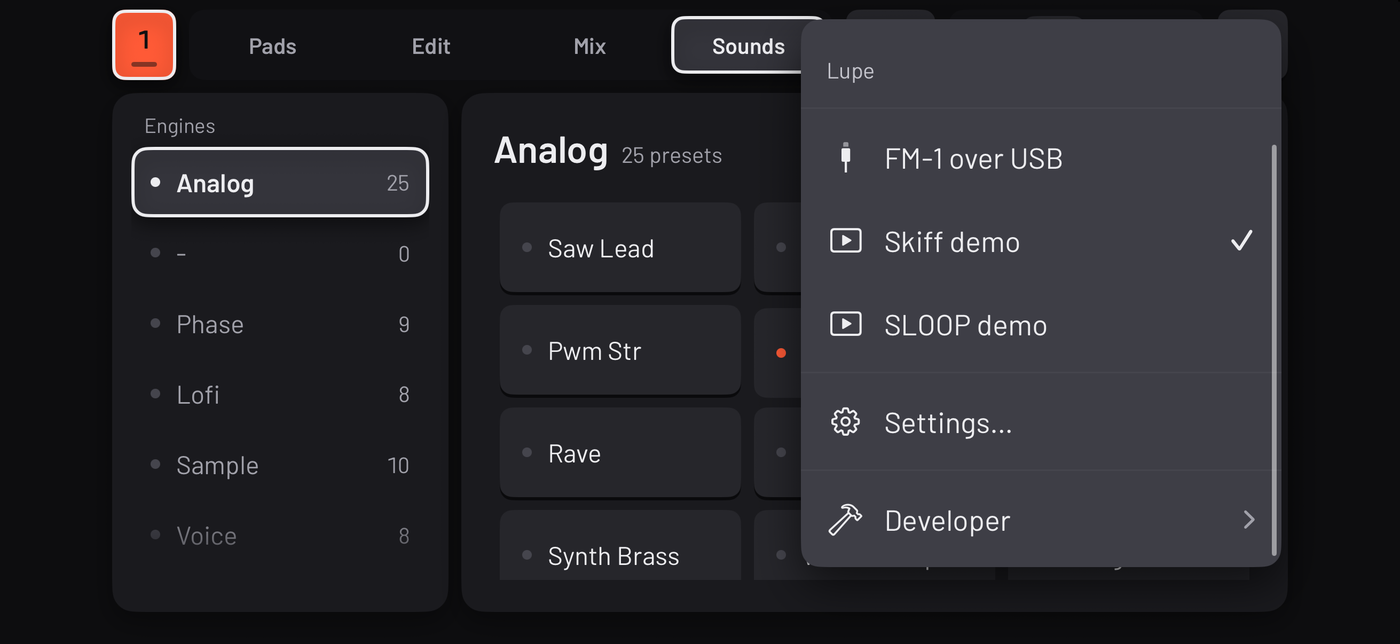 1
Pads
Edit
Mix
Sounds
Engines
Analog 25
- 0
Phase 9
Lofi 8
Sample 10
Voice 8
Analog 25 presets
Saw Lead
Pwm Str
Rave
Synth Brass
Lupe
FM-1 over USB
Skiff demo
SLOOP demo
Settings...
Developer